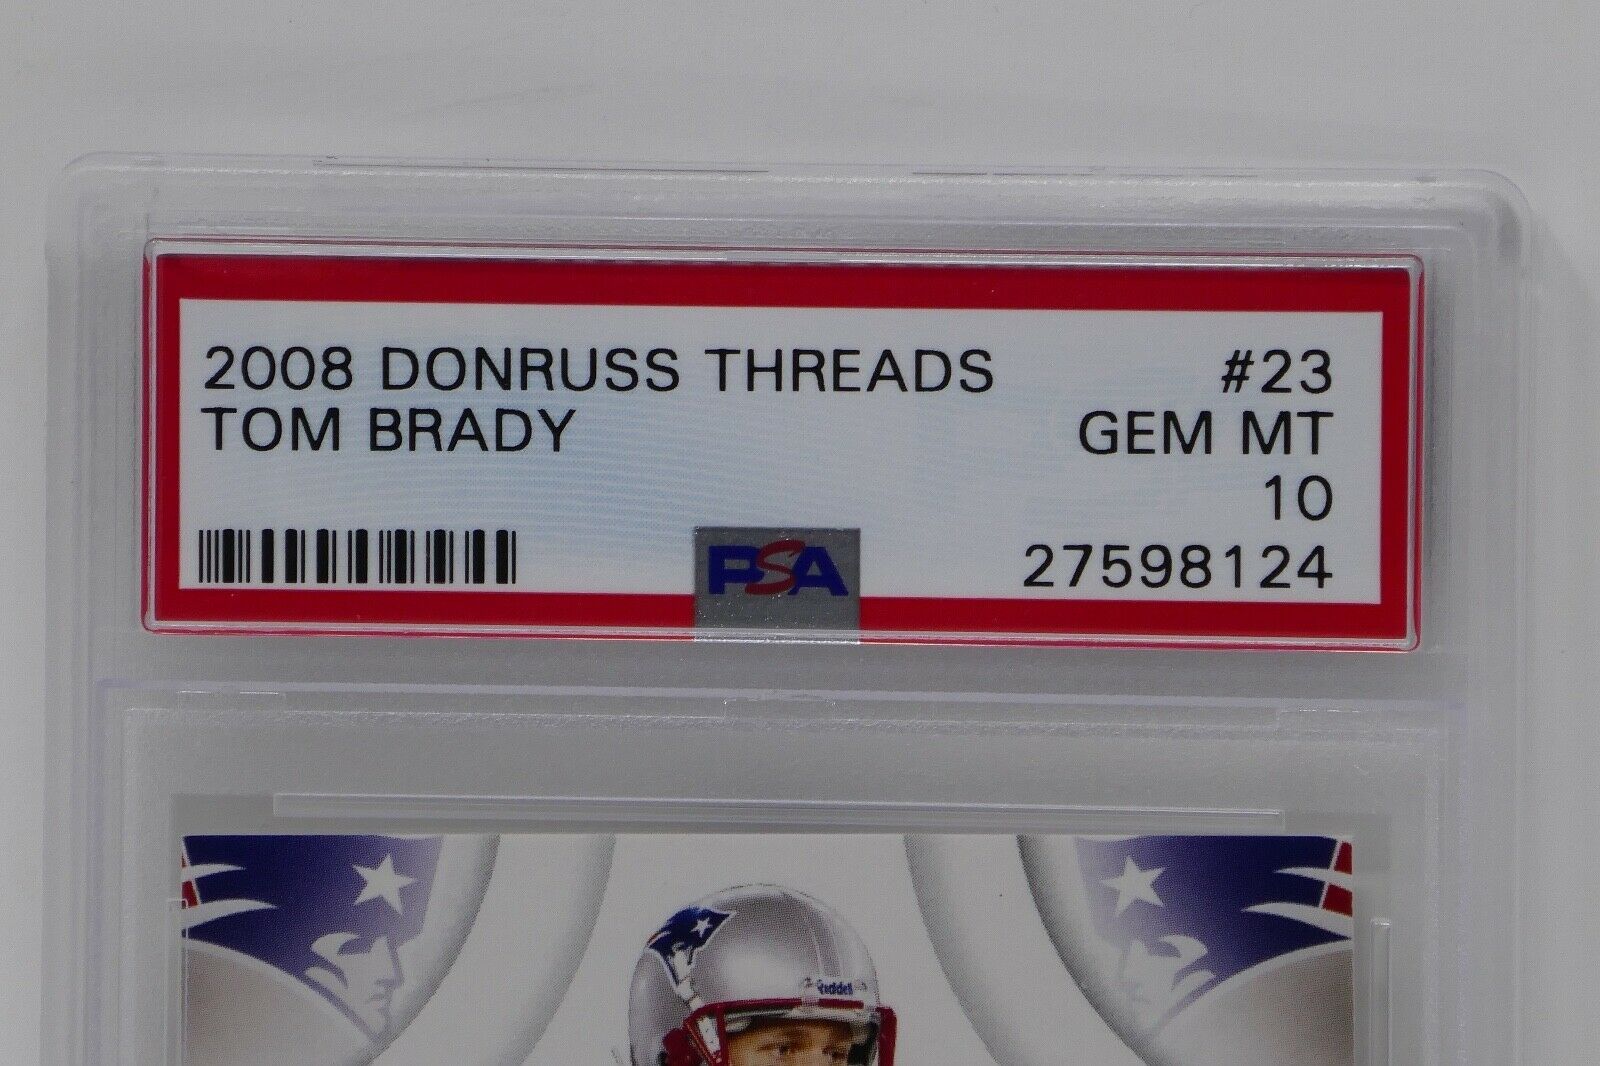 2008 DONRUSS THREADS #23
TOM BRADY GEM MT
10
PSA 27598124
Riddell